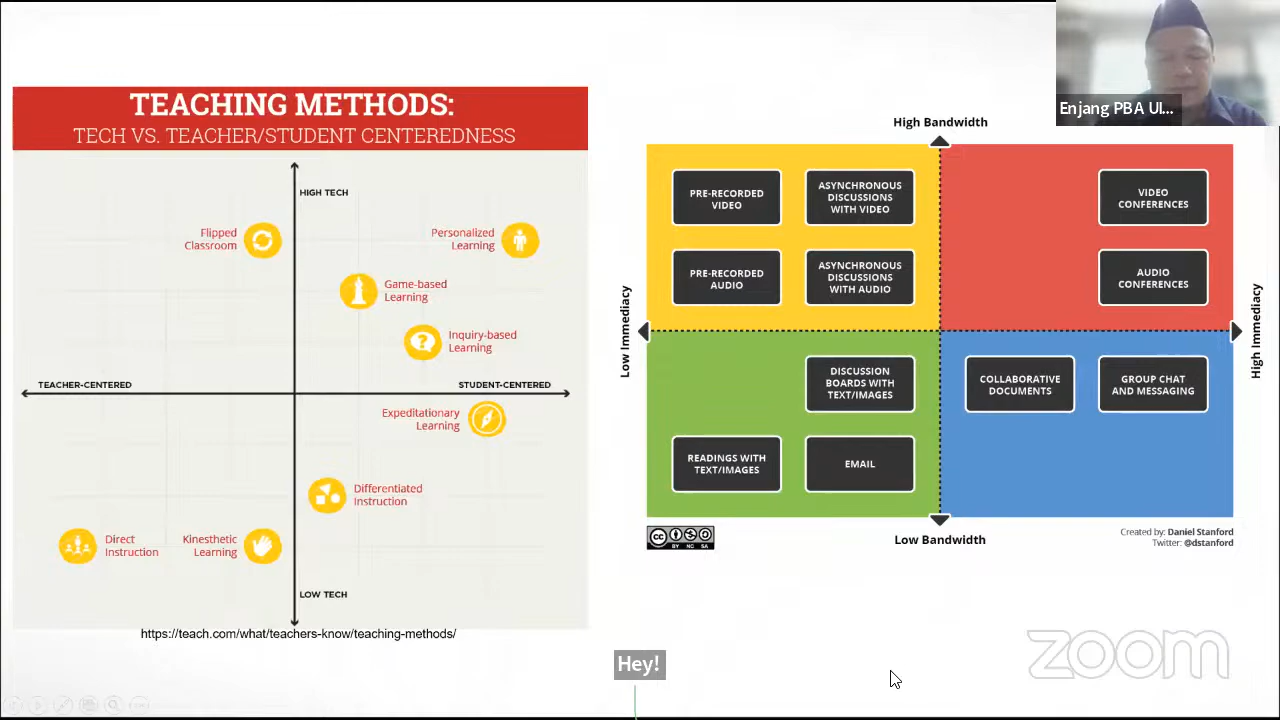 TEACHING METHODS:
TECH VS. TEACHER/STUDENT CENTEREDNESS
HIGH TECH
Flipped
Classroom
Personalized
Learning
Game-based
Learning
Inquiry-based
Learning
TEACHER-CENTERED
STUDENT-CENTERED
Expeditationary
Learning
Differentiated
Instruction
Direct
Instruction
Kinesthetic
Learning
LOW TECH
https://teach.com/what/teachers-know/teaching-methods/
High Bandwidth
PRE-RECORDED
VIDEO
ASYNCHRONOUS
DISCUSSIONS
WITH VIDEO
VIDEO
CONFERENCES
PRE-RECORDED
AUDIO
ASYNCHRONOUS
DISCUSSIONS
WITH AUDIO
AUDIO
CONFERENCES
Low Immediacy
High Immediacy
DISCUSSION
BOARDS WITH
TEXT/IMAGES
COLLABORATIVE
DOCUMENTS
GROUP CHAT
AND MESSAGING
READINGS WITH
TEXT/IMAGES
EMAIL
Low Bandwidth
CC
BY NC SA
Created by: Daniel Stanford
Twitter: @dstanford
Enjang PBA UI...
Hey!
zoom